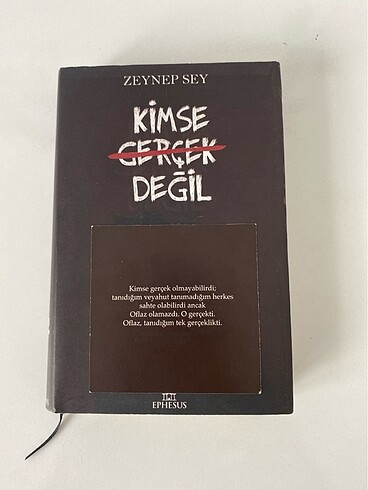 ZEYNEP SEY
KİMSE
GERÇEK
DEĞİL
Kimse gerçek olmayabilirdi;
tanıdığım veyahut tanımadığım herkes
sahte olabilirdi ancak
Oflaz olamazdı. O gerçekti.
Oflaz, tanıdığım tek gerçeklikti.
EPHESUS